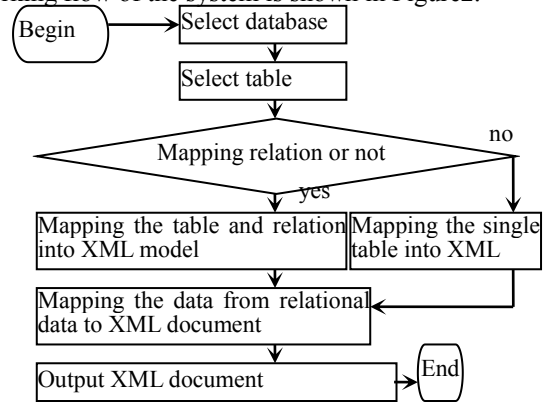 flow of the system is shown in Figure2.
Begin
Select database
Select table
Mapping relation or not
no
yes
Mapping the table and relation
into XML model
Mapping the single
table into XML
Mapping the data from relational
data to XML document
Output XML document
End